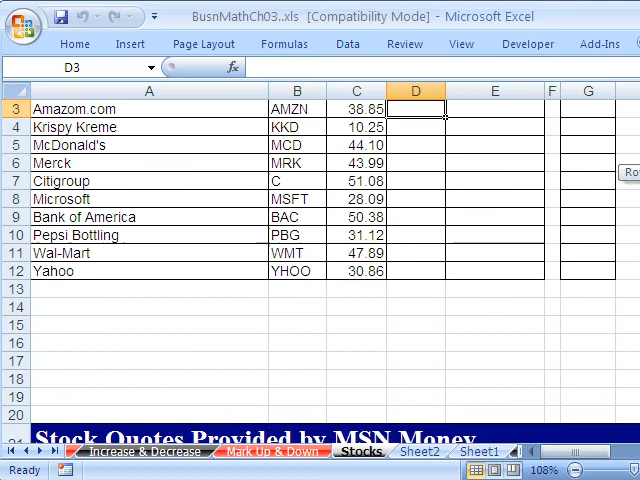 BusnMathCh03..xls [Compatibility Mode] - Microsoft Excel
Home Insert Page Layout Formulas Data Review View Developer Add-Ins
D3 fx
A B C D E F G
3 Amazom.com AMZN 38.85
4 Krispy Kreme KKD 10.25
5 McDonald's MCD 44.10
6 Merck MRK 43.99
7 Citigroup C 51.08
8 Microsoft MSFT 28.09
9 Bank of America BAC 50.38
10 Pepsi Bottling PBG 31.12
11 Wal-Mart WMT 47.89
12 Yahoo YHOO 30.86
13
14
15
16
17
18
19
20
21 Stock Quotes Provided by MSN Money
Increase & Decrease Mark Up & Down Stocks Sheet2 Sheet1
Ready 108%